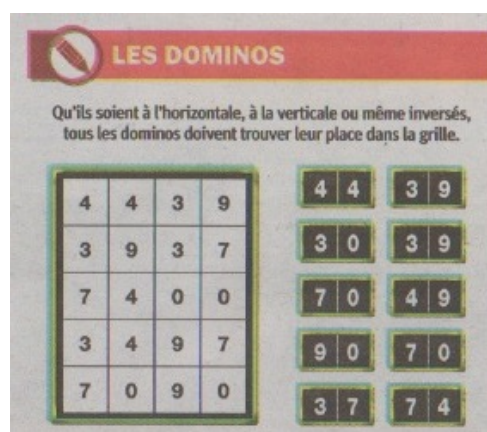 LES DOMINOS
Qu'ils soient à l'horizontale, à la verticale ou même inversés,
tous les dominos doivent trouver leur place dans la grille.
4 4 3 9
3 9 3 7
7 4 0 0
3 4 9 7
7 0 9 0
4 4 3 9
3 0 3 9
7 0 4 9
9 0 7 0
3 7 7 4